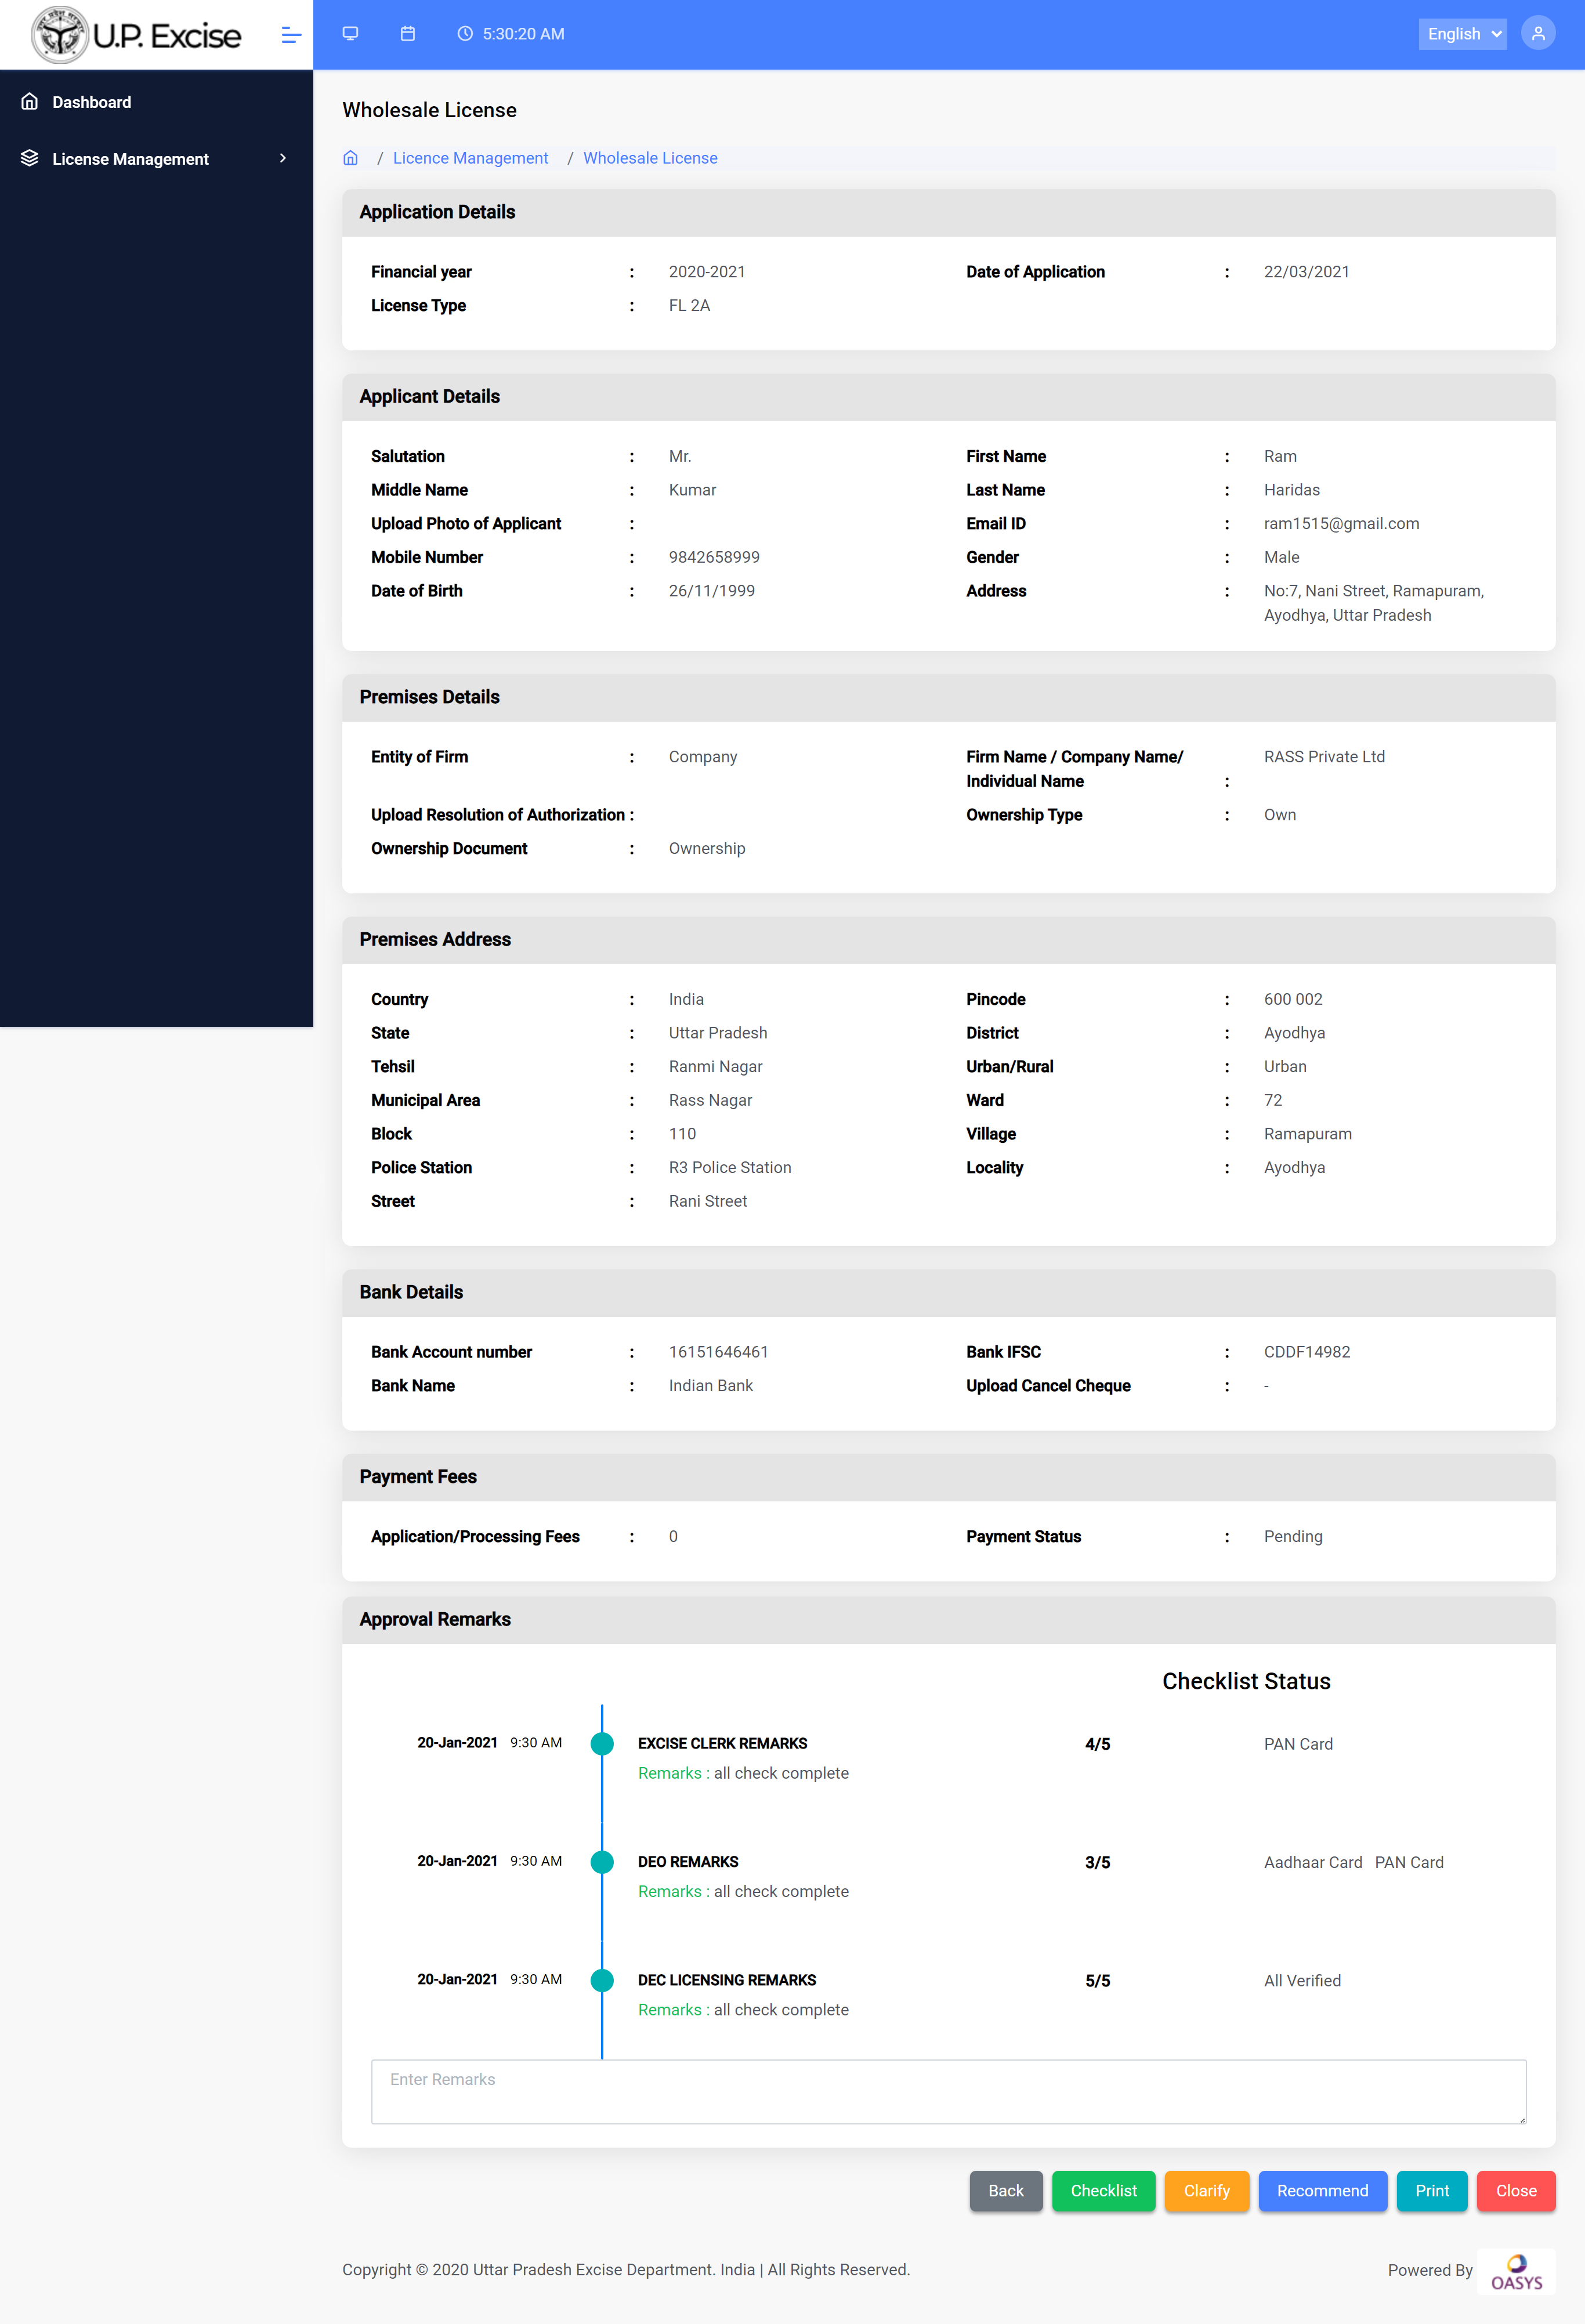 U.P. Excise
5:30:20 AM
English
Dashboard
License Management
Wholesale License
/ Licence Management / Wholesale License
Application Details
Financial year : 2020-2021 Date of Application : 22/03/2021
License Type : FL 2A
Applicant Details
Salutation : Mr. First Name : Ram
Middle Name : Kumar Last Name : Haridas
Upload Photo of Applicant : Email ID : ram1515@gmail.com
Mobile Number : 9842658999 Gender : Male
Date of Birth : 26/11/1999 Address : No:7, Nani Street, Ramapuram,
Ayodhya, Uttar Pradesh
Premises Details
Entity of Firm : Company Firm Name / Company Name/ RASS Private Ltd
Individual Name :
Upload Resolution of Authorization : Ownership Type : Own
Ownership Document : Ownership
Premises Address
Country : India Pincode : 600 002
State : Uttar Pradesh District : Ayodhya
Tehsil : Ranmi Nagar Urban/Rural : Urban
Municipal Area : Rass Nagar Ward : 72
Block : 110 Village : Ramapuram
Police Station : R3 Police Station Locality : Ayodhya
Street : Rani Street
Bank Details
Bank Account number : 16151646461 Bank IFSC : CDDF14982
Bank Name : Indian Bank Upload Cancel Cheque : -
Payment Fees
Application/Processing Fees : 0 Payment Status : Pending
Approval Remarks
Checklist Status
20-Jan-2021 9:30 AM EXCISE CLERK REMARKS 4/5 PAN Card
Remarks : all check complete
20-Jan-2021 9:30 AM DEO REMARKS 3/5 Aadhaar Card PAN Card
Remarks : all check complete
20-Jan-2021 9:30 AM DEC LICENSING REMARKS 5/5 All Verified
Remarks : all check complete
Enter Remarks
Back Checklist Clarify Recommend Print Close
Copyright © 2020 Uttar Pradesh Excise Department. India | All Rights Reserved. Powered By OASYS